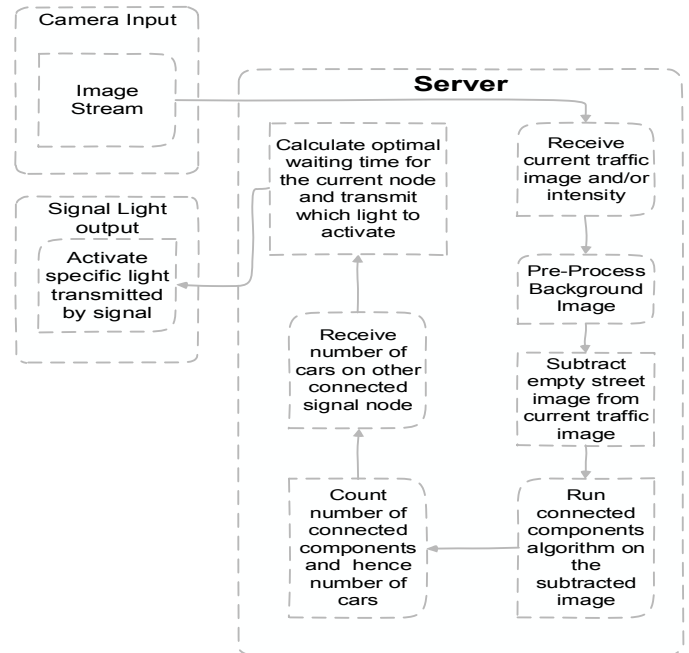 Camera Input
Image
Stream
Server
Receive
current traffic
image and/or
intensity
Pre-Process
Background
Image
Subtract
empty street
image from
current traffic
image
Run
connected
components
algorithm on
the
subtracted
image
Count
number of
connected
components
and hence
number of
cars
Receive
number of
cars on other
connected
signal node
Calculate optimal
waiting time for
the current node
and transmit
which light to
activate
Signal Light
output
Activate
specific light
transmitted
by signal